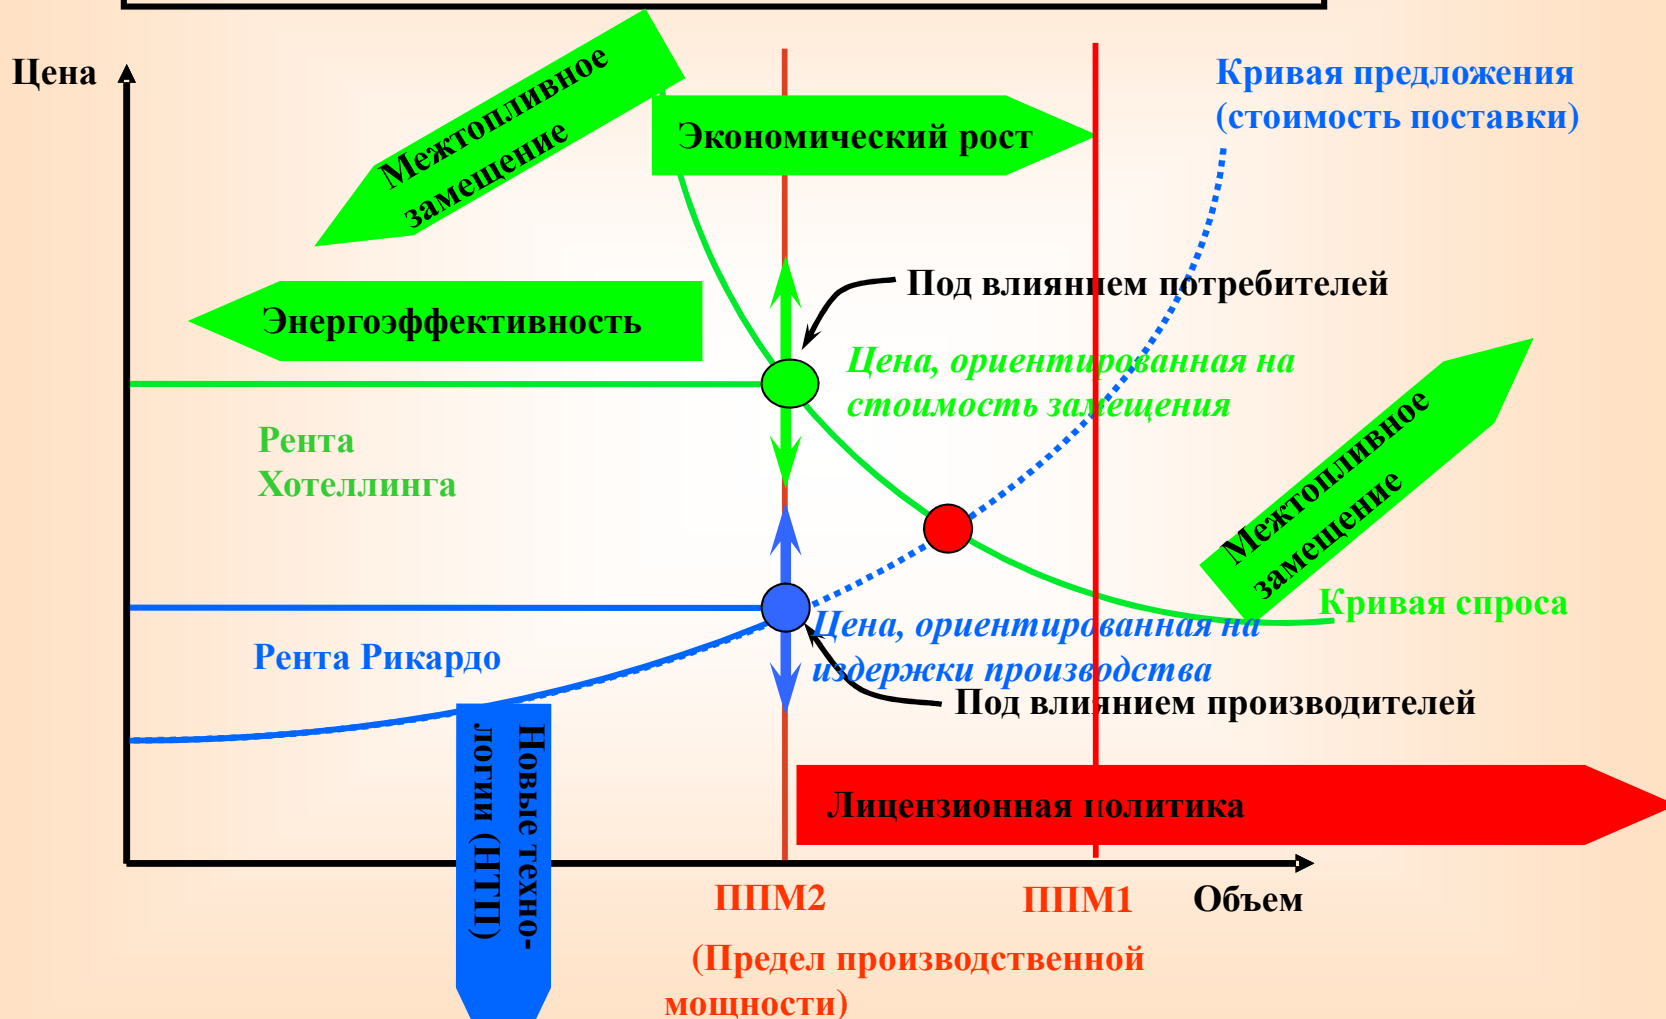 Цена
Межтопливное
замещение
Экономический рост
Кривая предложения
(стоимость поставки)
Под влиянием потребителей
Энергоэффективность
Цена, ориентированная на
стоимость замещения
Рента
Хотеллинга
Межтопливное
замещение
Кривая спроса
Цена, ориентированная на
издержки производства
Рента Рикардо
Под влиянием производителей
Новые техно-
логии (НТП)
Лицензионная политика
ППМ2
ППМ1
Объем
(Предел производственной
мощности)